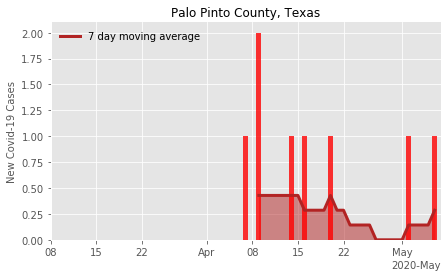 Palo Pinto County, Texas
7 day moving average
New Covid-19 Cases
2.00
1.75
1.50
1.25
1.00
0.75
0.50
0.25
0.00
08 15 22 Apr 08 15 22 May
2020-May